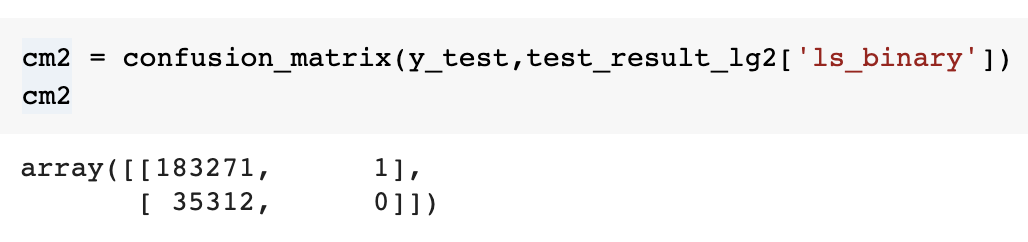 cm2 = confusion_matrix(y_test,test_result_lg2['ls_binary'])
cm2
array([[183271,      1],
       [ 35312,      0]])